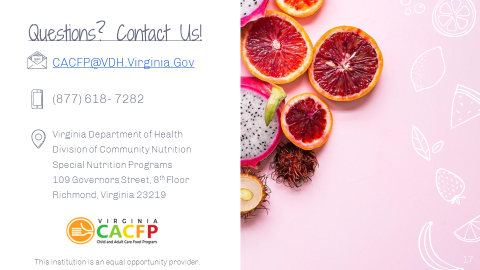 Questions? Contact Us!
CACFP@VDH.Virginia.Gov
(877) 618- 7282
Virginia Department of Health
Division of Community Nutrition
Special Nutrition Programs
109 Governors Street, 8th Floor
Richmond, Virginia 23219
VIRGINIA
CACFP
Child and Adult Care Food Program
This institution is an equal opportunity provider.
17